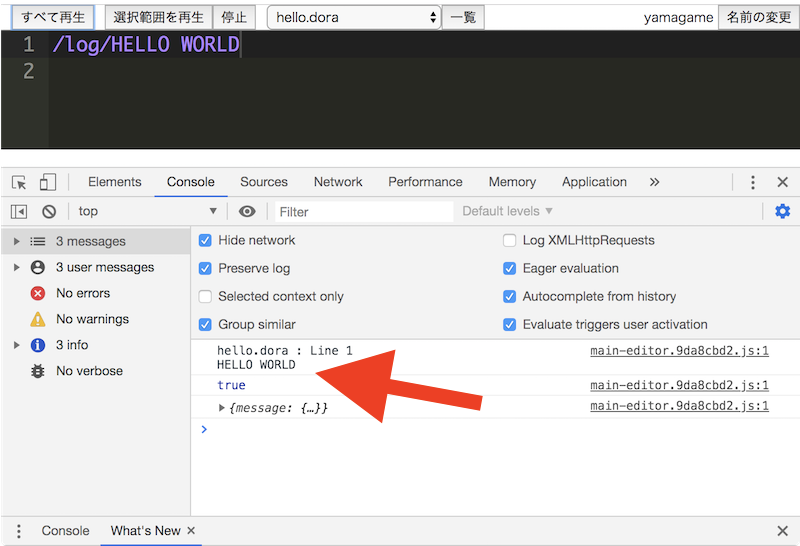 すべて再生 選択範囲を再生 停止 hello.dora 一覧 yamagame 名前の変更
1 /log/HELLO WORLD
2
Elements Console Sources Network Performance Memory Application »
top Filter Default levels
3 messages
3 user messages
No errors
No warnings
3 info
No verbose
Hide network Log XMLHttpRequests
Preserve log Eager evaluation
Selected context only Autocomplete from history
Group similar Evaluate triggers user activation
hello.dora : Line 1 main-editor.9da8cbd2.js:1
HELLO WORLD
true main-editor.9da8cbd2.js:1
{message: {…}} main-editor.9da8cbd2.js:1
>
Console What's New ×